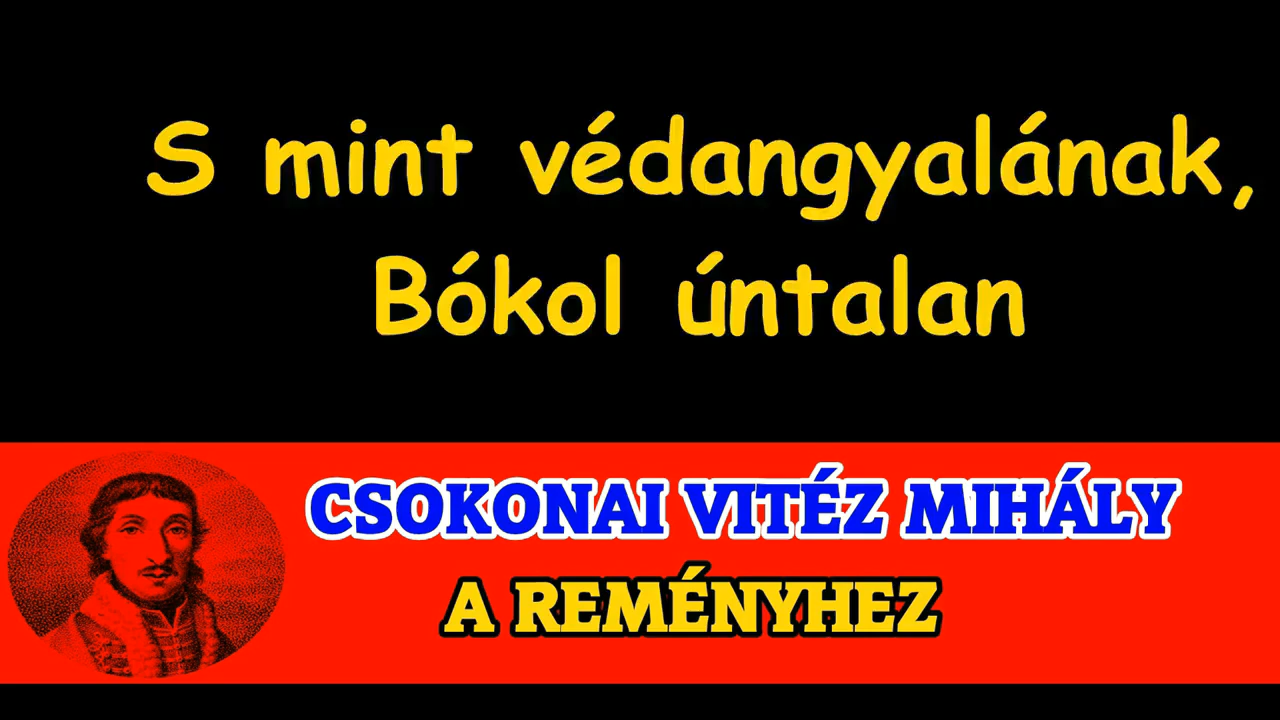 S mint védangyalának,
Bókol úntalan
CSOKONAI VITÉZ MIHÁLY
A REMÉNYHEZ